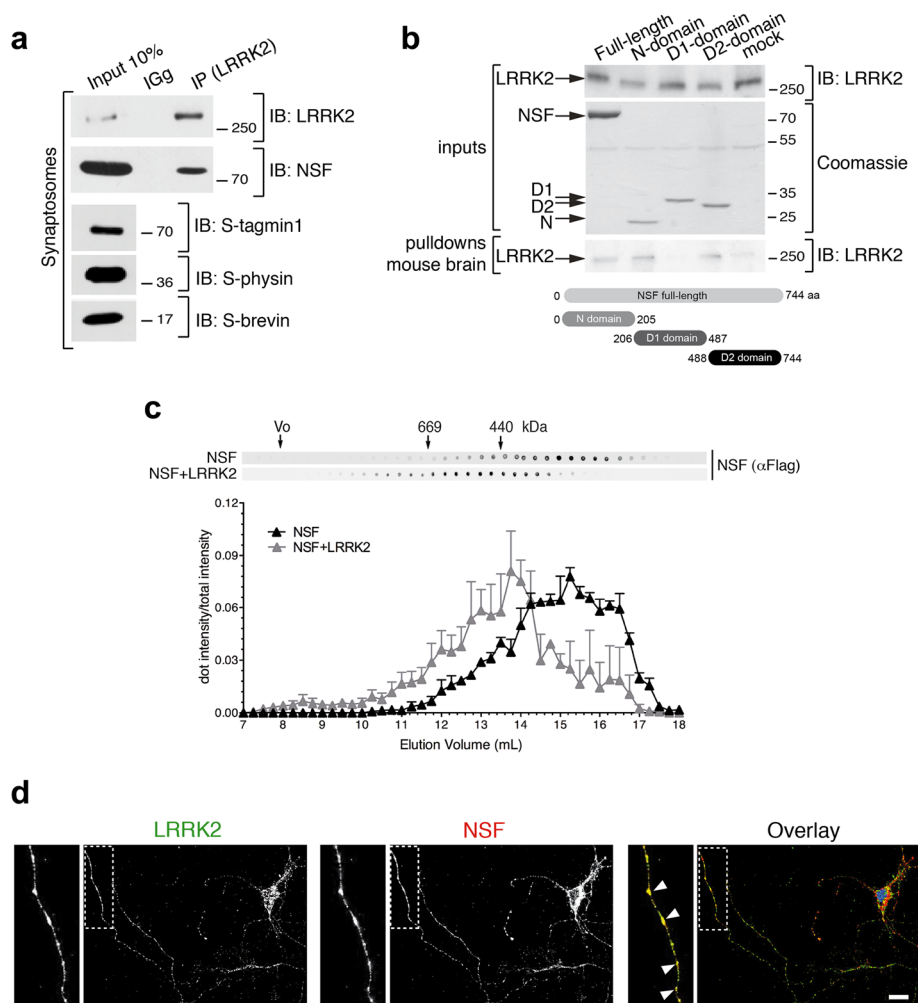 a
Input 10%
IGg
IP (LRRK2)
Synaptosomes
250
IB: LRRK2
70
IB: NSF
70
IB: S-tagmin1
36
IB: S-physin
17
IB: S-brevin
b
Full-length
N-domain
D1-domain
D2-domain
mock
inputs
LRRK2
250
IB: LRRK2
NSF
70
55
35
25
Coomassie
D1
D2
N
pulldowns
mouse brain
LRRK2
250
IB: LRRK2
0 NSF full-length 744 aa
0 N domain 205
206 D1 domain 487
488 D2 domain 744
c
Vo 669 440 kDa
NSF
NSF+LRRK2
NSF (αFlag)
NSF
NSF+LRRK2
dot intensity/total intensity
0.12
0.09
0.06
0.03
0.00
7 8 9 10 11 12 13 14 15 16 17 18
Elution Volume (mL)
d
LRRK2 NSF Overlay